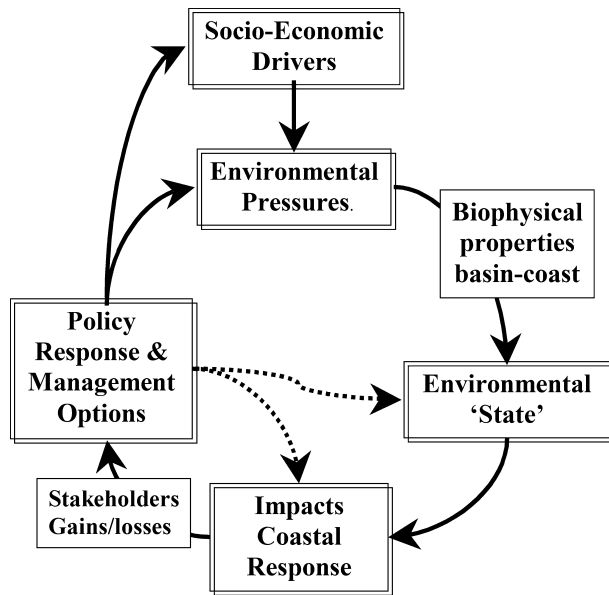 Socio-Economic
Drivers
Environmental
Pressures.
Biophysical
properties
basin-coast
Policy
Response &
Management
Options
Environmental
‘State’
Stakeholders
Gains/losses
Impacts
Coastal
Response